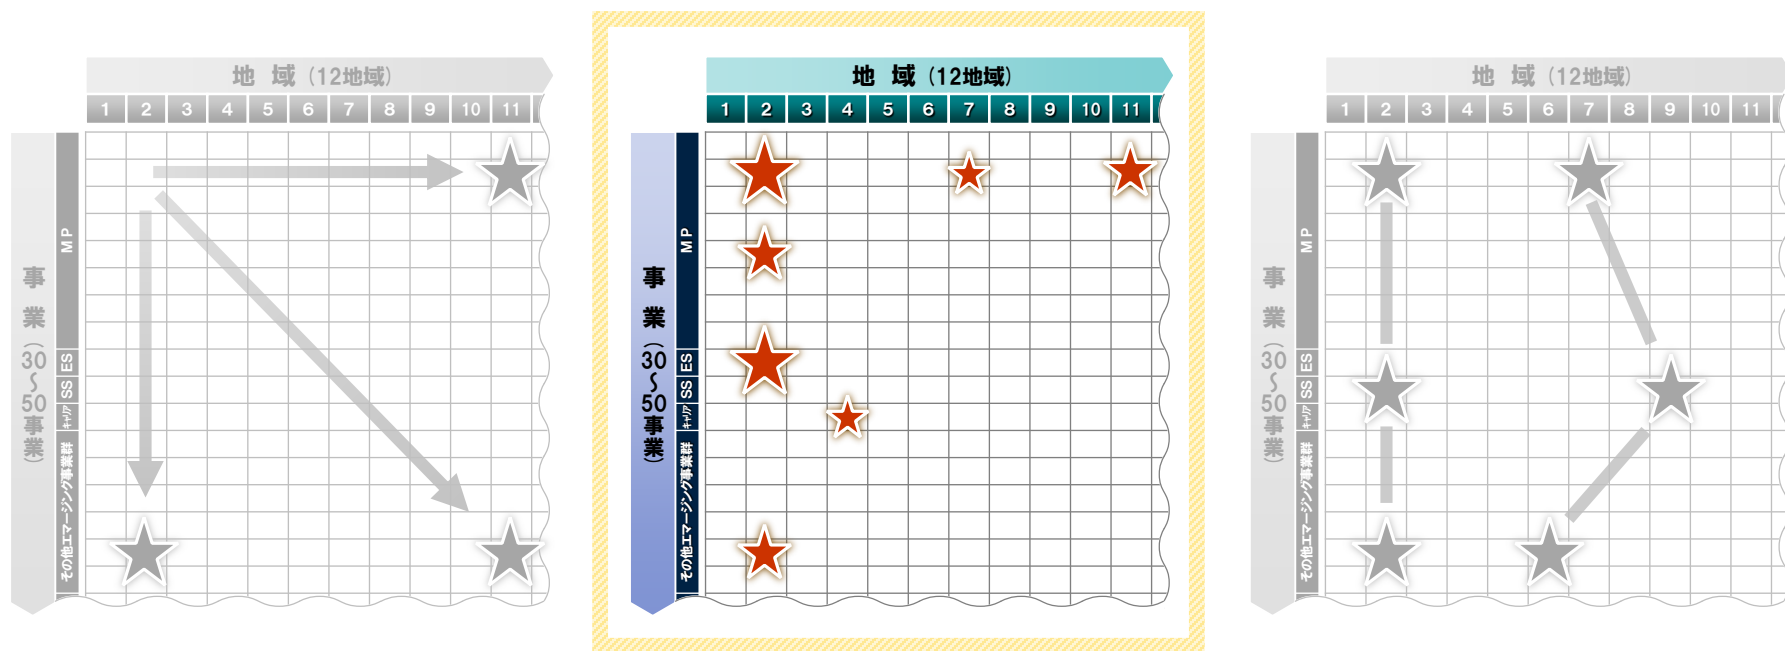 地 域（12地域）
1 2 3 4 5 6 7 8 9 10 11
事 業（30〜50事業）
MP
ES
SS
キャリア
その他エマージング事業群
地 域（12地域）
1 2 3 4 5 6 7 8 9 10 11
事 業（30〜50事業）
MP
ES
SS
キャリア
その他エマージング事業群
地 域（12地域）
1 2 3 4 5 6 7 8 9 10 11
事 業（30〜50事業）
MP
ES
SS
キャリア
その他エマージング事業群